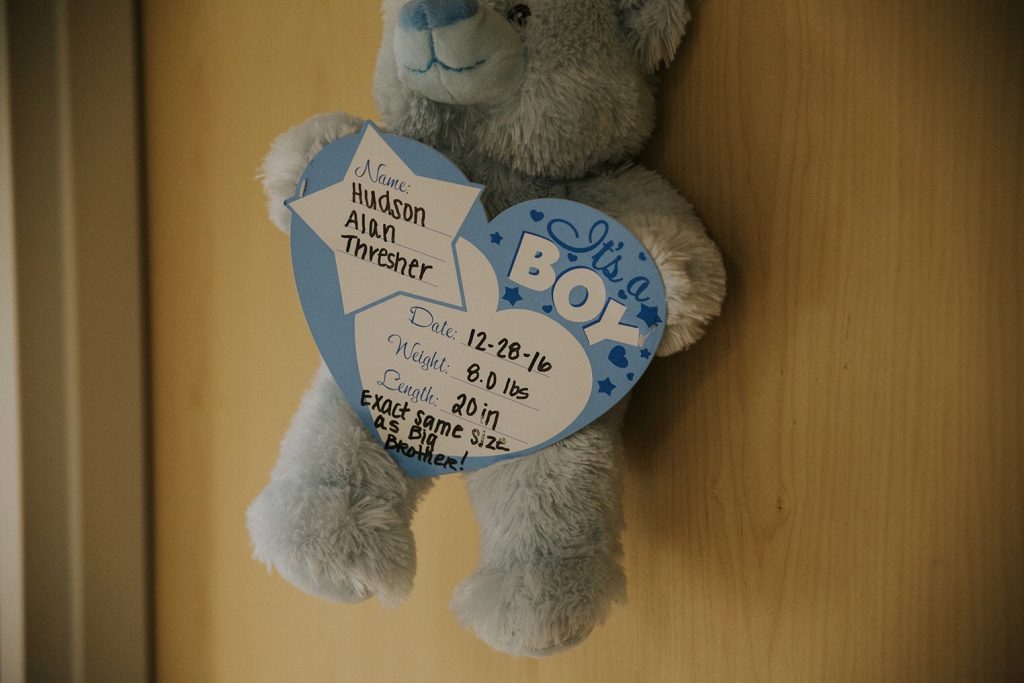 Name:
Hudson
Alan
Thresher
It's a
BOY
Date: 12-28-16
Weight: 8.0 lbs
Length: 20 in
Exact same size
as Big
Brother!